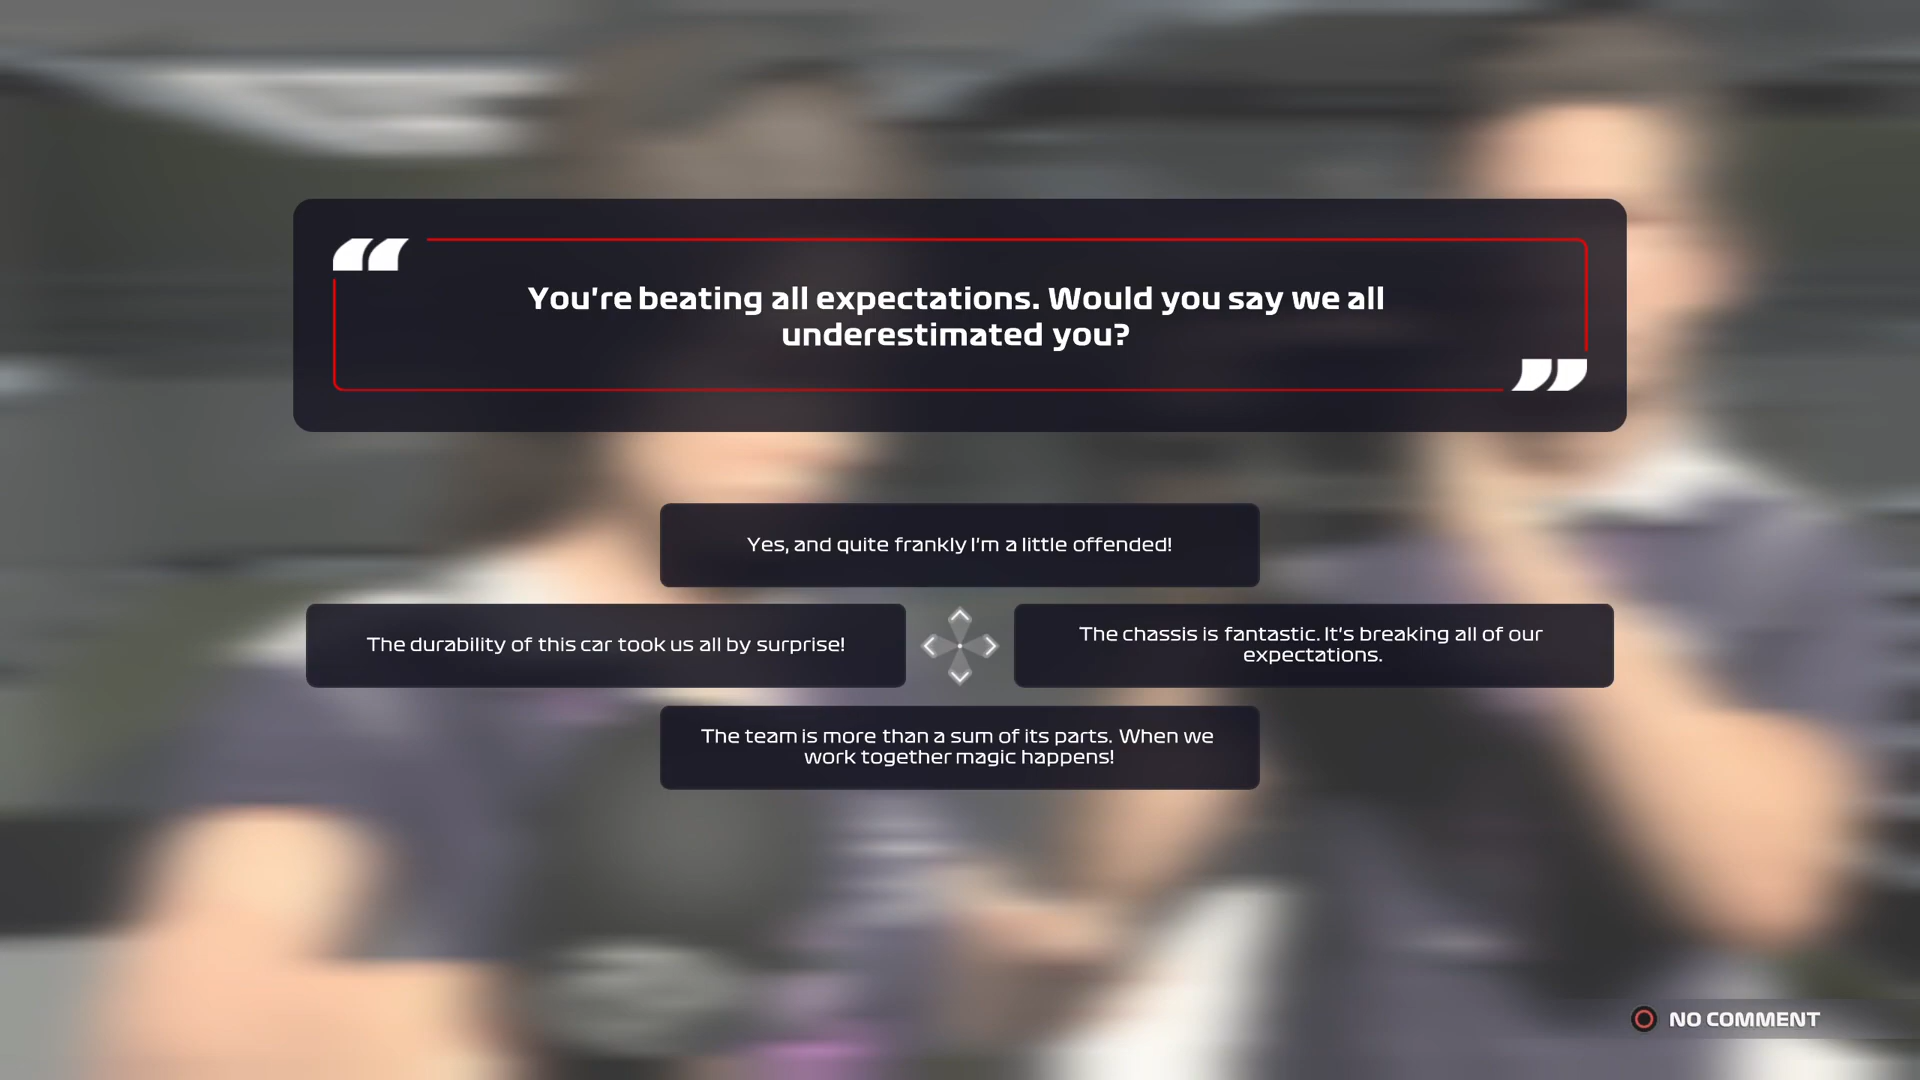 You're beating all expectations. Would you say we all
underestimated you?
Yes, and quite frankly I'm a little offended!
The durability of this car took us all by surprise!
The chassis is fantastic. It's breaking all of our
expectations.
The team is more than a sum of its parts. When we
work together magic happens!
NO COMMENT